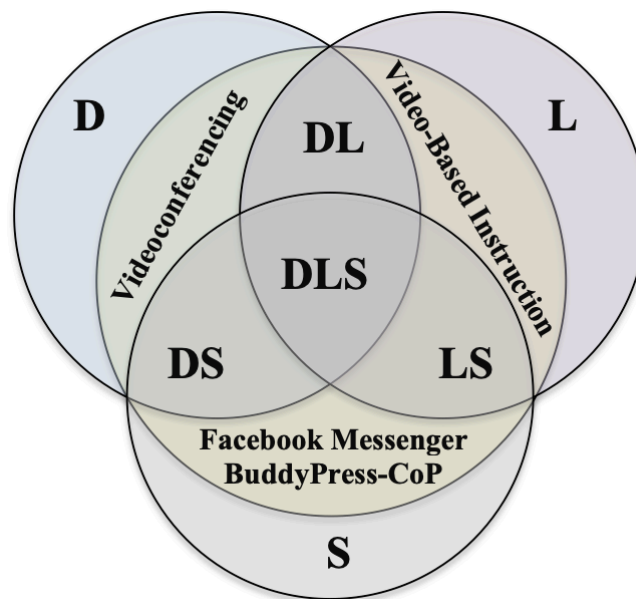 D
L
Videoconferencing
DL
Video-Based Instruction
DLS
DS
LS
Facebook Messenger
BuddyPress-CoP
S